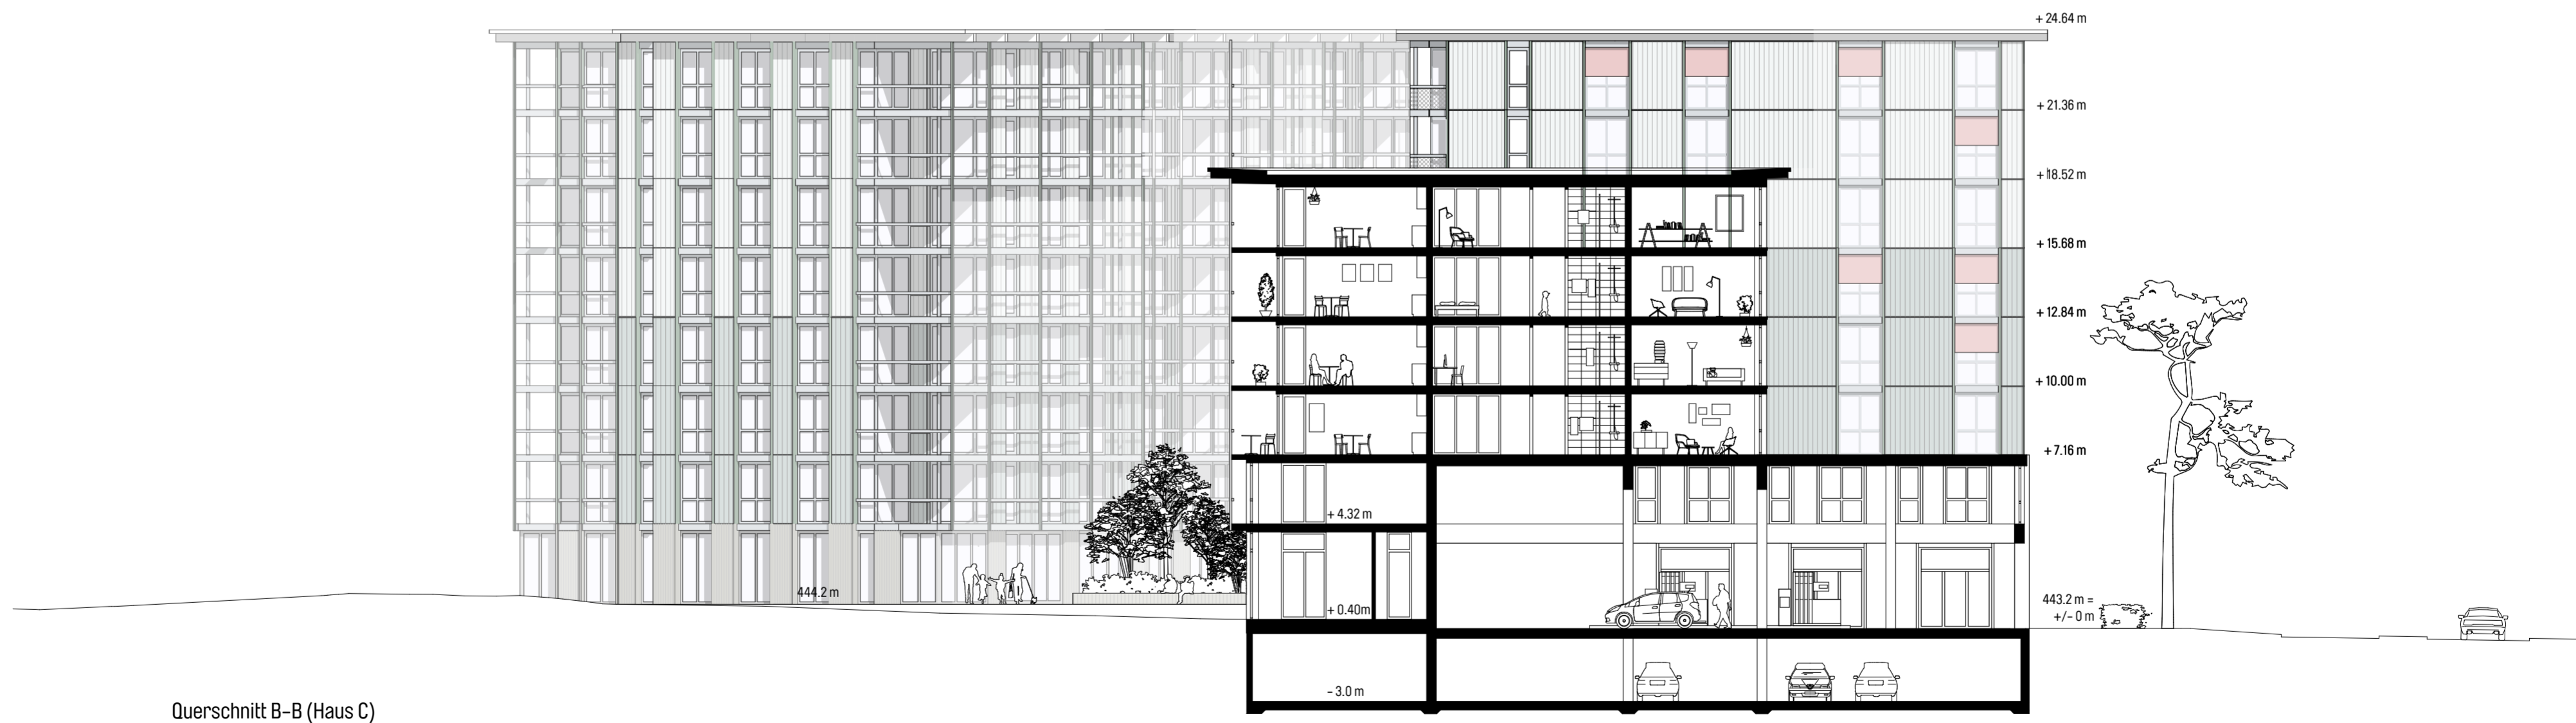 + 24.64 m
+ 21.36 m
+ 18.52 m
+ 15.68 m
+ 12.84 m
+ 10.00 m
+ 7.16 m
+ 4.32 m
444.2 m
+ 0.40m
443.2 m =
+/- 0 m
- 3.0 m
Querschnitt B-B (Haus C)